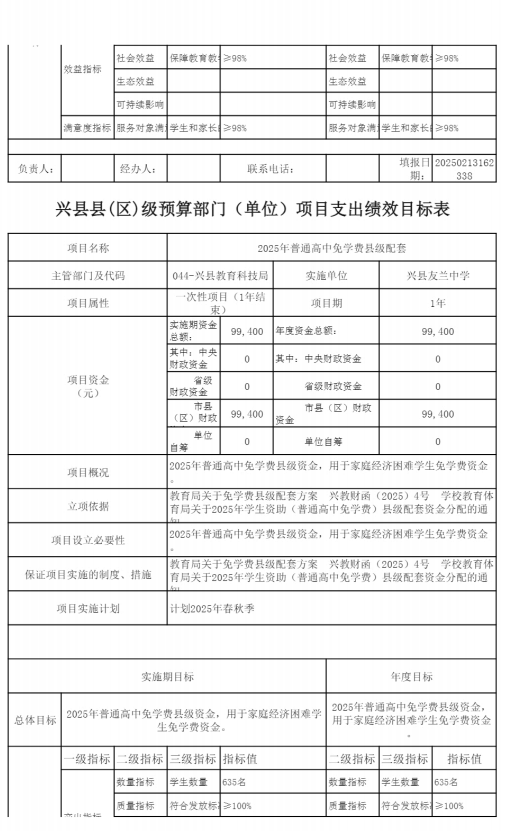 效益指标
社会效益 保障教育教 ≥98% 社会效益 保障教育教 ≥98%
生态效益 生态效益
可持续影响 可持续影响
满意度指标 服务对象满 学生和家长 ≥98% 服务对象满 学生和家长 ≥98%
负责人： 经办人： 联系电话： 填报日期： 20250213162338
兴县县(区)级预算部门（单位）项目支出绩效目标表
项目名称 2025年普通高中免学费县级配套
主管部门及代码 044-兴县教育科技局 实施单位 兴县友兰中学
项目属性 一次性项目（1年结束） 项目期 1年
项目资金（元）
实施期资金总额： 99,400 年度资金总额： 99,400
其中：中央财政资金 0 其中：中央财政资金 0
省级财政资金 0 省级财政资金 0
市县（区）财政 99,400 市县（区）财政资金 99,400
单位自筹 0 单位自筹 0
项目概况 2025年普通高中免学费县级资金，用于家庭经济困难学生免学费资金
。
立项依据 教育局关于免学费县级配套方案 兴教财函（2025）4号 学校教育体
育局关于2025年学生资助（普通高中免学费）县级配套资金分配的通
项目设立必要性 2025年普通高中免学费县级资金，用于家庭经济困难学生免学费资金
。
保证项目实施的制度、措施 教育局关于免学费县级配套方案 兴教财函（2025）4号 学校教育体
育局关于2025年学生资助（普通高中免学费）县级配套资金分配的通
项目实施计划 计划2025年春秋季
实施期目标 年度目标
总体目标 2025年普通高中免学费县级资金，用于家庭经济困难学
生免学费资金。
2025年普通高中免学费县级资金，
用于家庭经济困难学生免学费资金
。
一级指标 二级指标 三级指标 指标值 二级指标 三级指标 指标值
数量指标 学生数量 635名 数量指标 学生数量 635名
质量指标 符合发放标 ≥100% 质量指标 符合发放标 ≥100%